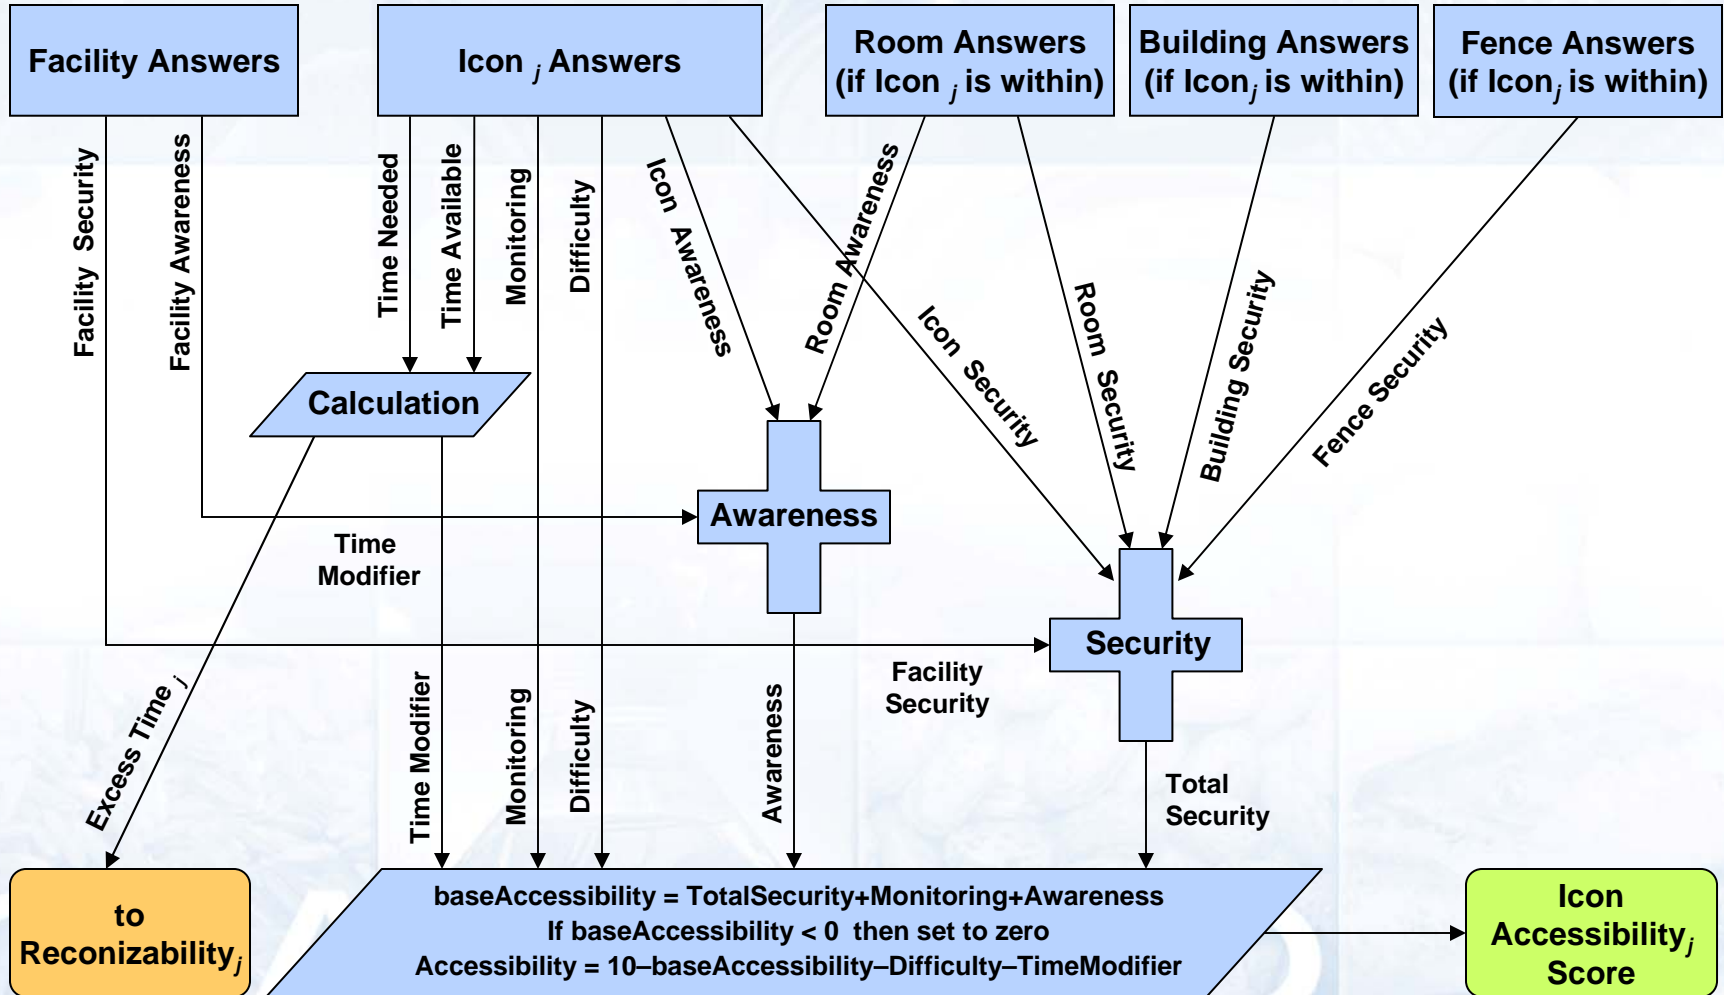 Facility Answers
Icon j Answers
Room Answers
(if Icon j is within)
Building Answers
(if Iconj is within)
Fence Answers
(if Iconj is within)
Facility Security
Facility Awareness
Time Needed
Time Available
Monitoring
Difficulty
Icon Awareness
Room Awareness
Icon Security
Room Security
Building Security
Fence Security
Calculation
Awareness
Time
Modifier
Security
Facility
Security
Excess Time j
Time Modifier
Monitoring
Difficulty
Awareness
Total
Security
to
Reconizabilityj
baseAccessibility = TotalSecurity+Monitoring+Awareness
If baseAccessibility < 0 then set to zero
Accessibility = 10–baseAccessibility–Difficulty–TimeModifier
Icon
Accessibilityj
Score